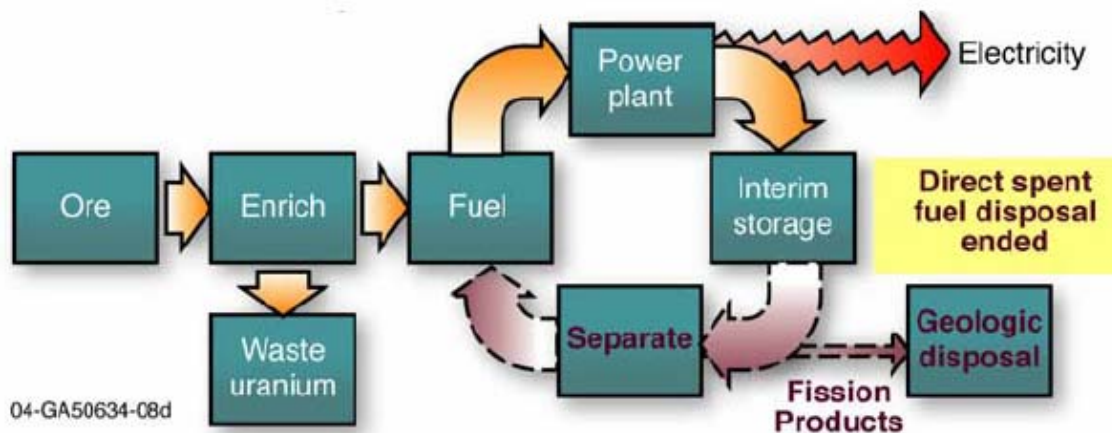 Power
plant
Electricity
Ore
Enrich
Fuel
Interim
storage
Direct spent
fuel disposal
ended
Waste
uranium
Separate
Geologic
disposal
Fission
Products
04-GA50634-08d